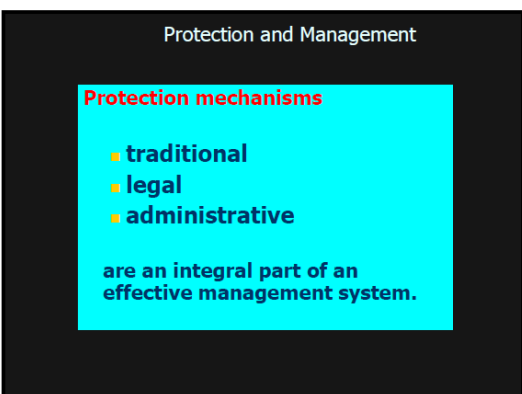 Protection and Management
Protection mechanisms
traditional
legal
administrative
are an integral part of an
effective management system.